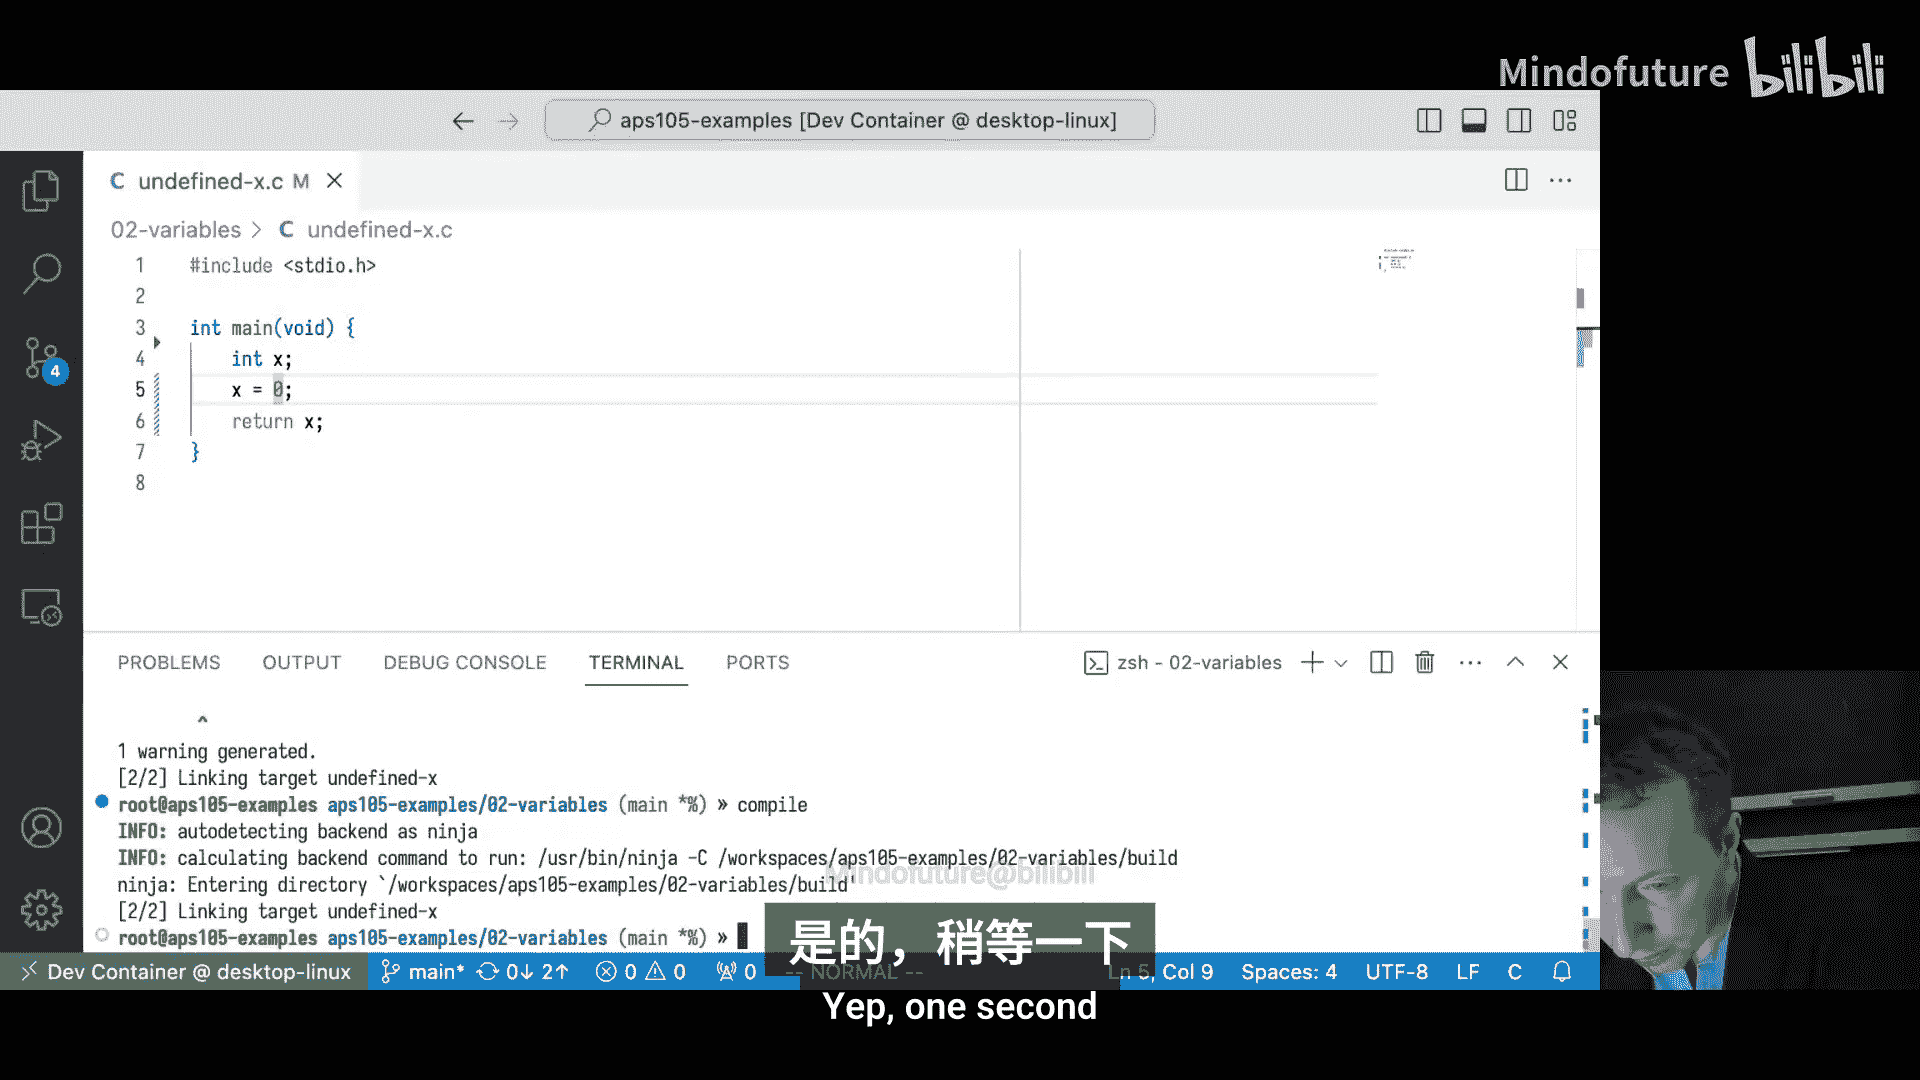 Mindofuture bilibili
aps105-examples [Dev Container @ desktop-linux]
C undefined-x.c M
02-variables > C undefined-x.c
1 #include <stdio.h>
2
3 int main(void) {
4 int x;
5 x = 0;
6 return x;
7 }
8
4
PROBLEMS OUTPUT DEBUG CONSOLE TERMINAL PORTS zsh - 02-variables
^
1 warning generated.
[2/2] Linking target undefined-x
root@aps105-examples aps105-examples/02-variables (main *%) » compile
INFO: autodetecting backend as ninja
INFO: calculating backend command to run: /usr/bin/ninja -C /workspaces/aps105-examples/02-variables/build
ninja: Entering directory `/workspaces/aps105-examples/02-variables/build'
Mindofuture@bilibili
[2/2] Linking target undefined-x
root@aps105-examples aps105-examples/02-variables (main *%) »
是的，稍等一下
Dev Container @ desktop-linux main* 0↓ 2↑ 0 0 0 -- NORMAL -- Ln 5, Col 9 Spaces: 4 UTF-8 LF C
Yep, one second